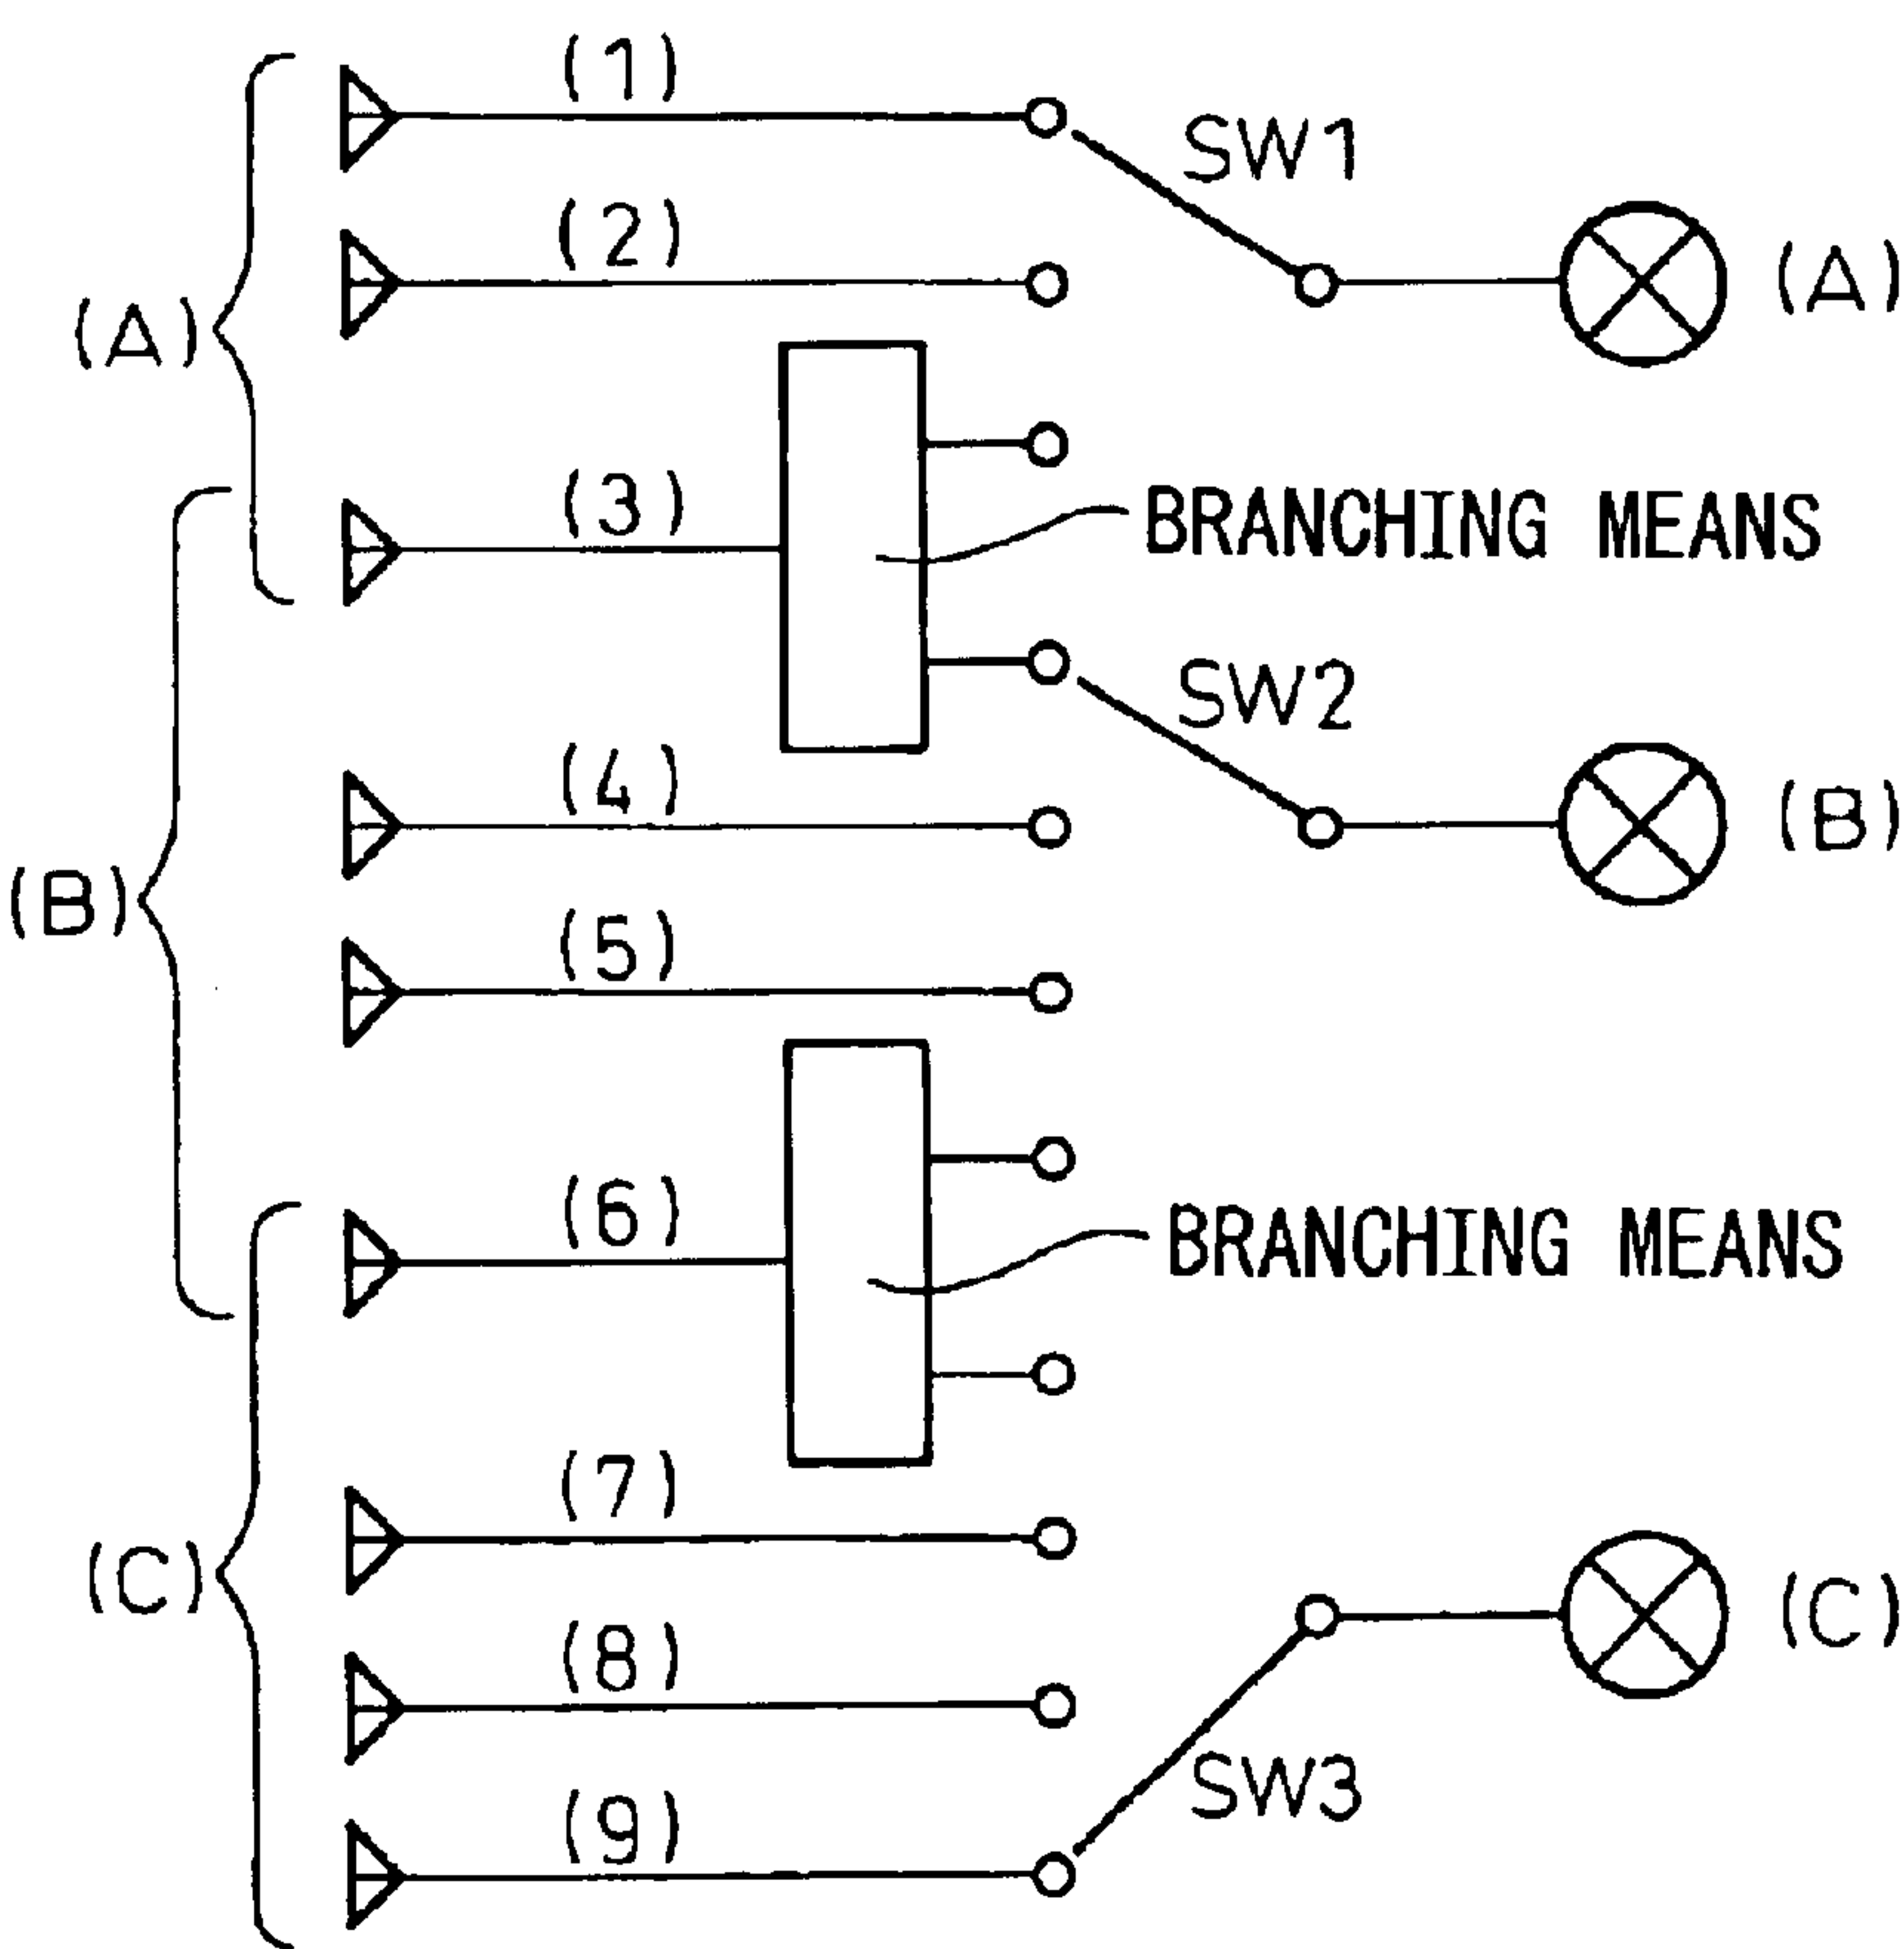 (1)
SW1
(2)
(A)
(A)
(3)
BRANCHING MEANS
SW2
(4)
(B)
(B)
(5)
(6)
BRANCHING MEANS
(7)
(C)
(C)
(8)
SW3
(9)